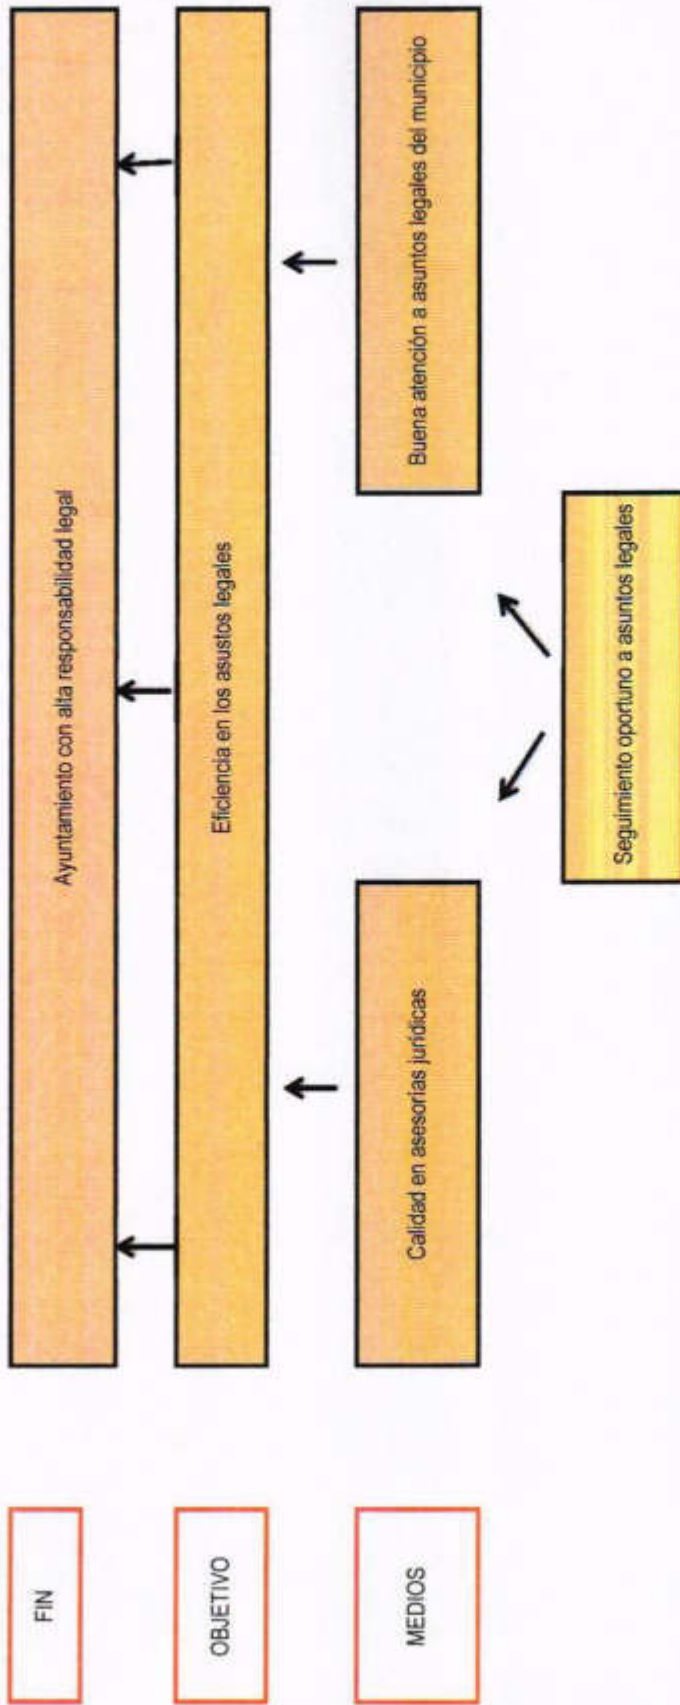 FIN
Ayuntamiento con alta responsabilidad legal
OBJETIVO
Eficiencia en los asustos legales
MEDIOS
Calidad en asesorías jurídicas
Buena atención a asuntos legales del municipio
Seguimiento oportuno a asuntos legales